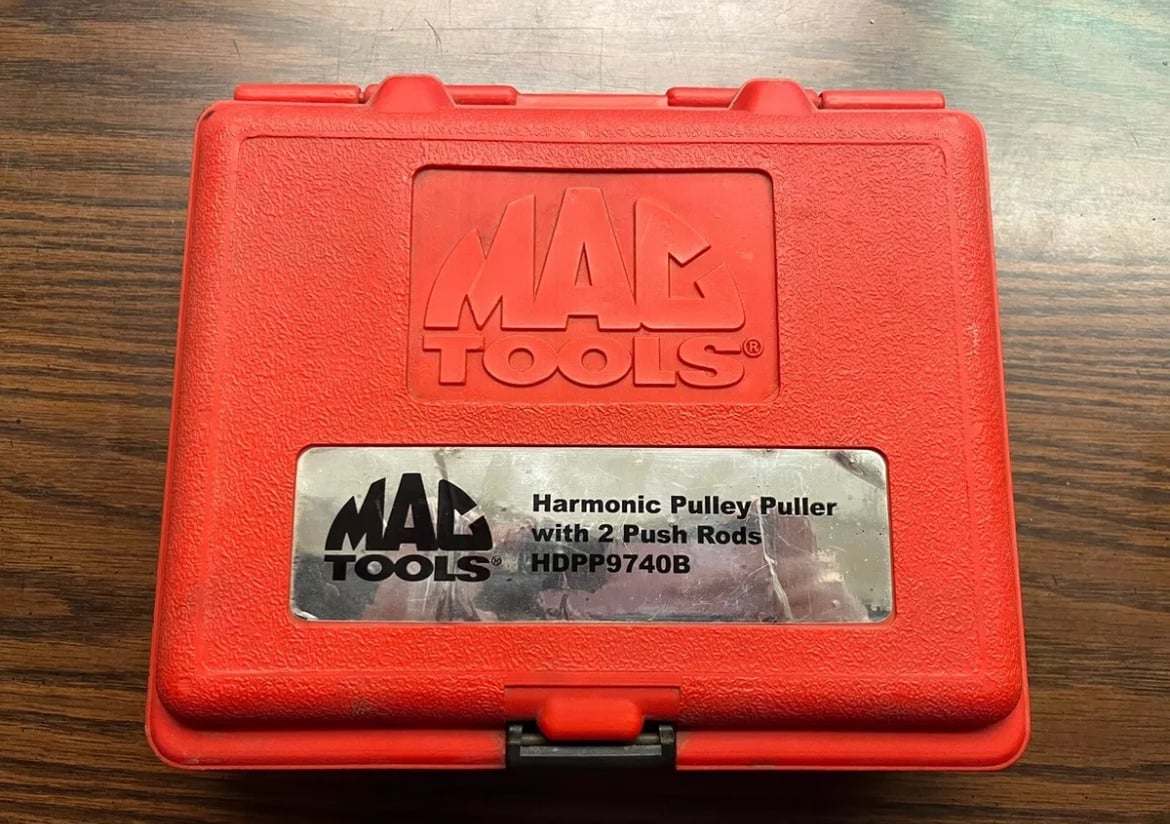 MAC
TOOLS®
MAC
TOOLS®
Harmonic Pulley Puller
with 2 Push Rods
HDPP9740B